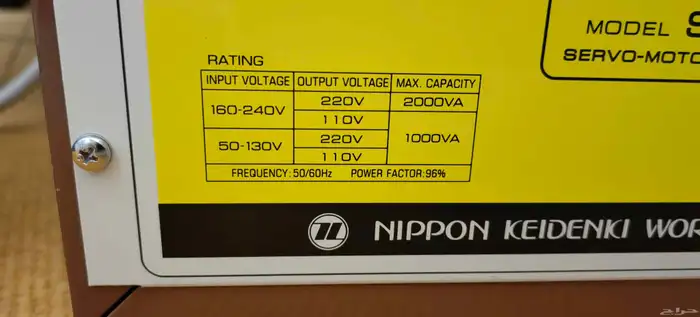 MODEL S
SERVO-MOTO
RATING
INPUT VOLTAGE OUTPUT VOLTAGE MAX. CAPACITY
160-240V 220V 2000VA
110V
50-130V 220V 1000VA
110V
FREQUENCY: 50/60Hz POWER FACTOR: 96%
NIPPON KEIDENKI WOR
حراج